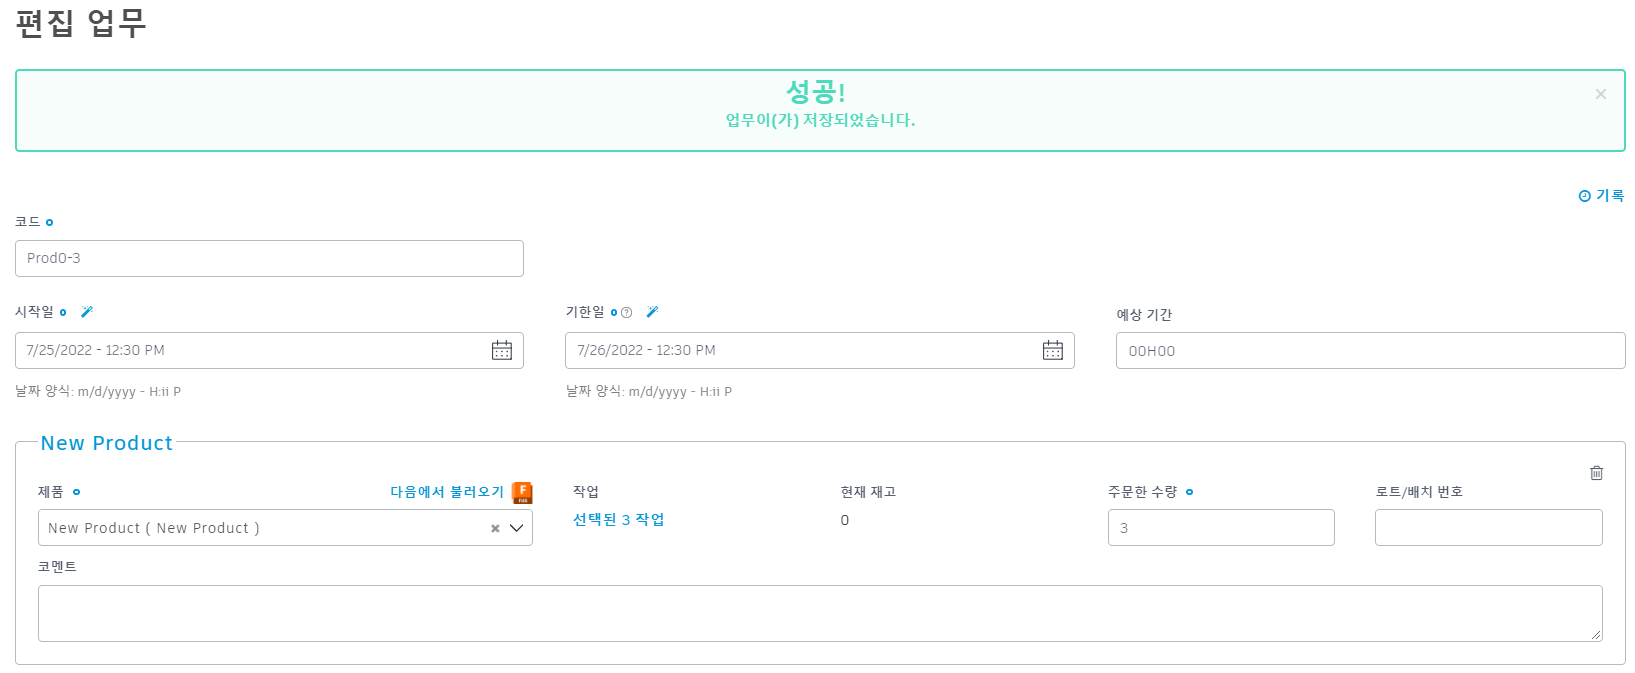 편집 업무
성공!
업무이(가) 저장되었습니다.
기록
코드
Prod0-3
시작일
기한일
예상 기간
7/25/2022 - 12:30 PM
7/26/2022 - 12:30 PM
00H00
날짜 양식: m/d/yyyy - H:ii P
날짜 양식: m/d/yyyy - H:ii P
New Product
제품
다음에서 불러오기
F
FUS
작업
현재 재고
주문한 수량
로트/배치 번호
New Product ( New Product )
선택된 3 작업
0
3
코멘트